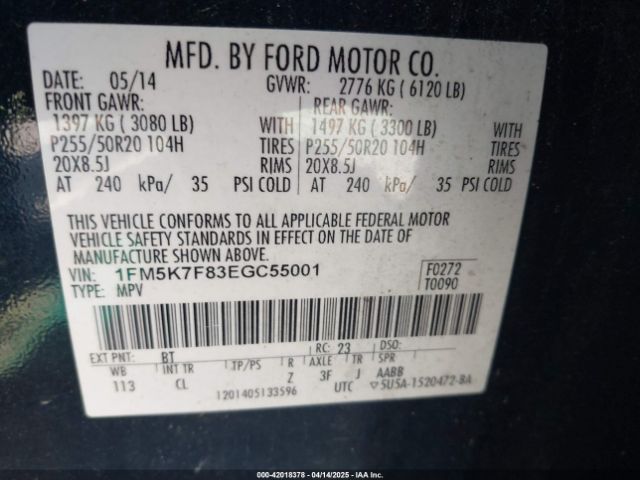 MFD. BY FORD MOTOR CO.
DATE: 05/14 GVWR: 2776 KG ( 6120 LB)
FRONT GAWR: REAR GAWR:
1397 KG ( 3080 LB) WITH 1497 KG ( 3300 LB) WITH
P255/50R20 104H TIRES P255/50R20 104H TIRES
20X8.5J RIMS 20X8.5J RIMS
AT 240 kPa/ 35 PSI COLD AT 240 kPa/ 35 PSI COLD
THIS VEHICLE CONFORMS TO ALL APPLICABLE FEDERAL MOTOR
VEHICLE SAFETY STANDARDS IN EFFECT ON THE DATE OF
MANUFACTURE SHOWN ABOVE.
VIN: 1FM5K7F83EGC55001 F0272
TYPE: MPV T0090
EXT PNT: BT RC: 23 DSO:
WB INT TR TP/PS R AXLE TR SPR
113 CL Z 3F J AABB
1201405133596 UTC ▽5U5A-1520472-BA
000-42018378 - 04/14/2025 - IAA Inc.